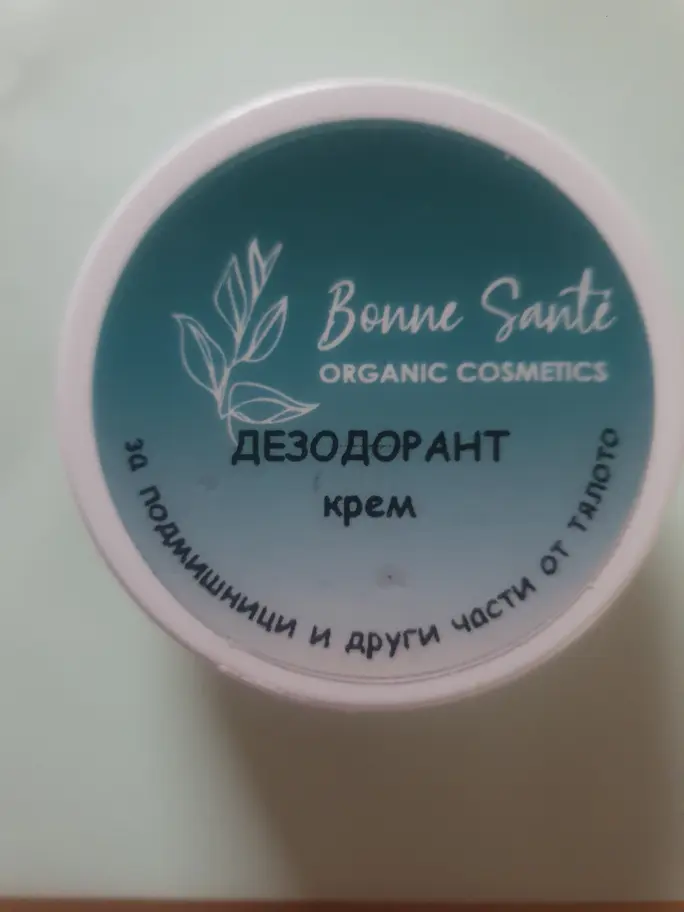 Bonne Santé
ORGANIC COSMETICS
ДЕЗОДОРАНТ
крем
за подмишници и други части от тялото